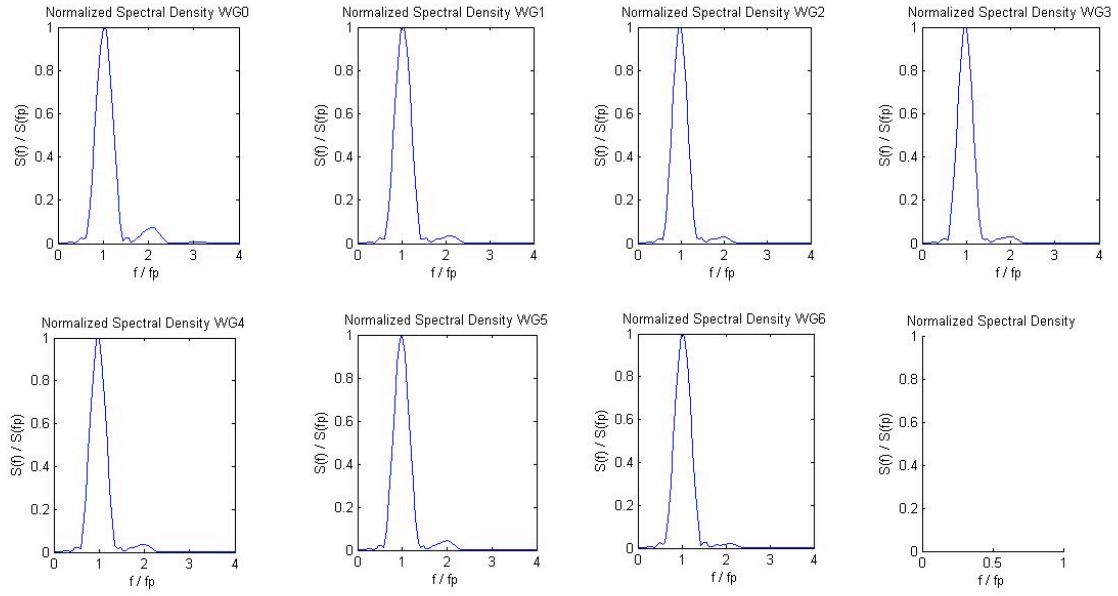 Normalized Spectral Density WG0
1
0.8
0.6
0.4
0.2
0
S(f) / S(fp)
0 1 2 3 4
f / fp
Normalized Spectral Density WG1
1
0.8
0.6
0.4
0.2
0
S(f) / S(fp)
0 1 2 3 4
f / fp
Normalized Spectral Density WG2
1
0.8
0.6
0.4
0.2
0
S(f) / S(fp)
0 1 2 3 4
f / fp
Normalized Spectral Density WG3
1
0.8
0.6
0.4
0.2
0
S(f) / S(fp)
0 1 2 3 4
f / fp
Normalized Spectral Density WG4
1
0.8
0.6
0.4
0.2
0
S(f) / S(fp)
0 1 2 3 4
f / fp
Normalized Spectral Density WG5
1
0.8
0.6
0.4
0.2
0
S(f) / S(fp)
0 1 2 3 4
f / fp
Normalized Spectral Density WG6
1
0.8
0.6
0.4
0.2
0
S(f) / S(fp)
0 1 2 3 4
f / fp
Normalized Spectral Density
1
0.8
0.6
0.4
0.2
0
S(f) / S(fp)
0 0.5 1
f / fp